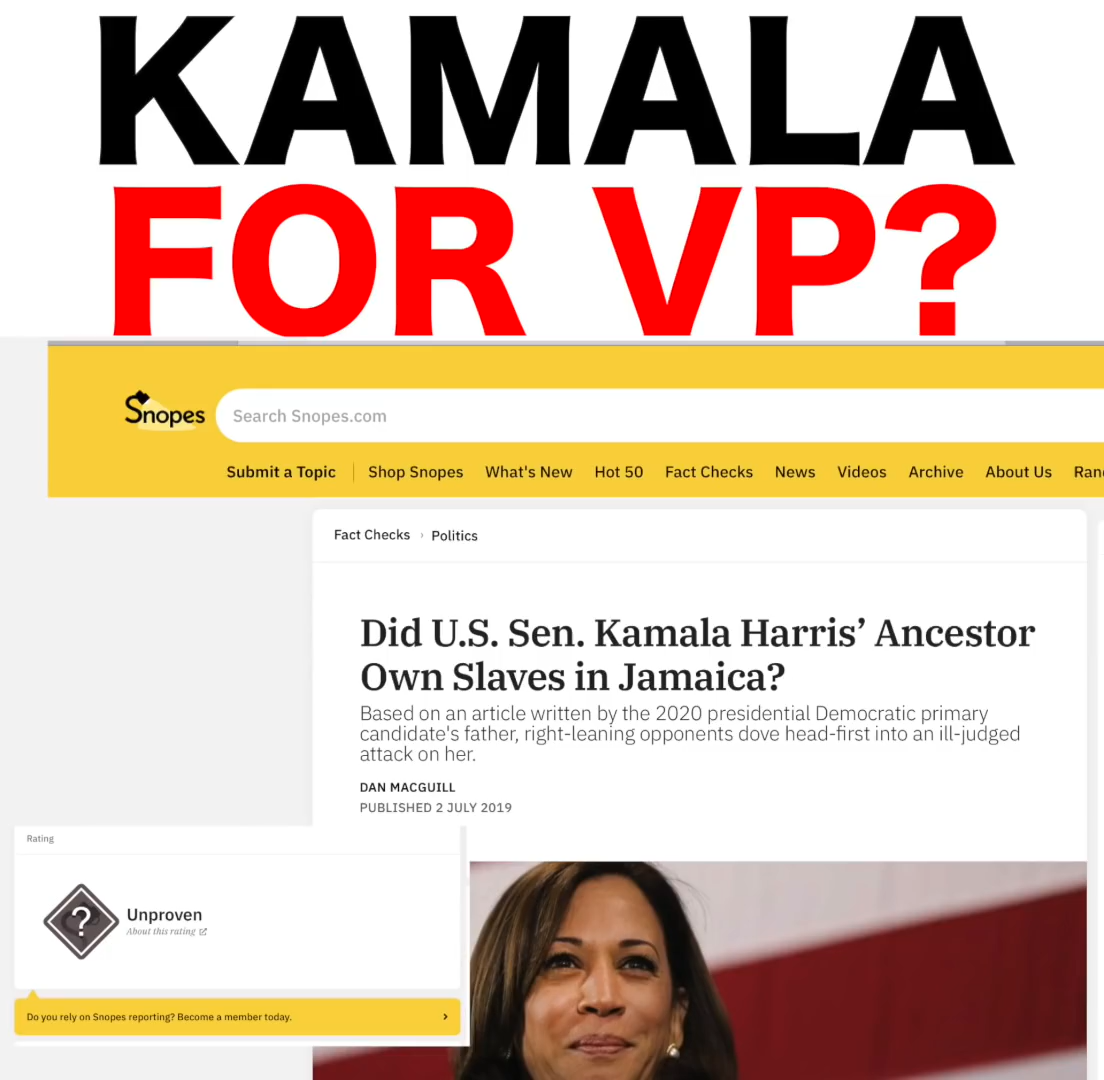 KAMALA
FOR VP?
Snopes
Search Snopes.com
Submit a Topic Shop Snopes What's New Hot 50 Fact Checks News Videos Archive About Us Ran
Fact Checks › Politics
Did U.S. Sen. Kamala Harris’ Ancestor
Own Slaves in Jamaica?
Based on an article written by the 2020 presidential Democratic primary
candidate's father, right-leaning opponents dove head-first into an ill-judged
attack on her.
DAN MACGUILL
PUBLISHED 2 JULY 2019
Rating
?
Unproven
About this rating
Do you rely on Snopes reporting? Become a member today.